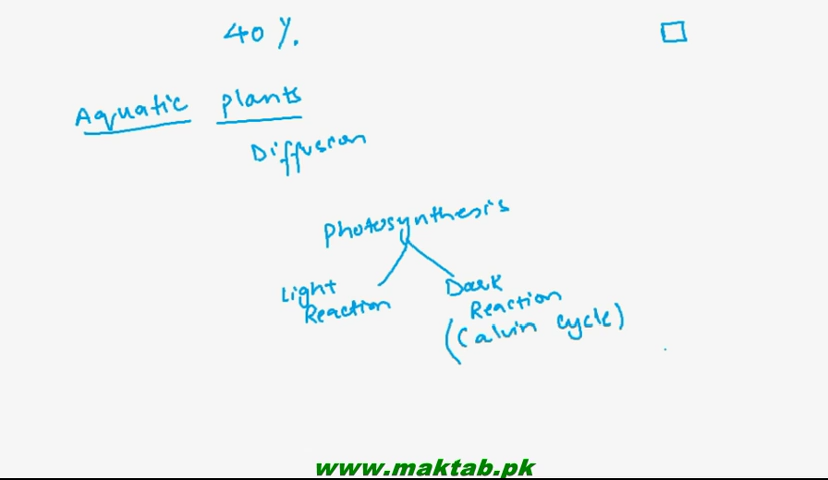 40 %.
Aquatic plants
Diffusion
Photosynthesis
Light Reaction
Dark Reaction
(Calvin cycle)
www.maktab.pk